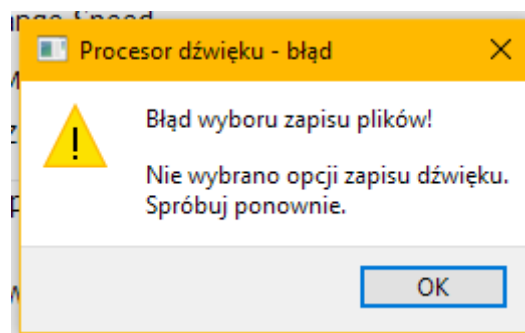 Procesor dźwięku - błąd
Błąd wyboru zapisu plików!
Nie wybrano opcji zapisu dźwięku.
Spróbuj ponownie.
OK